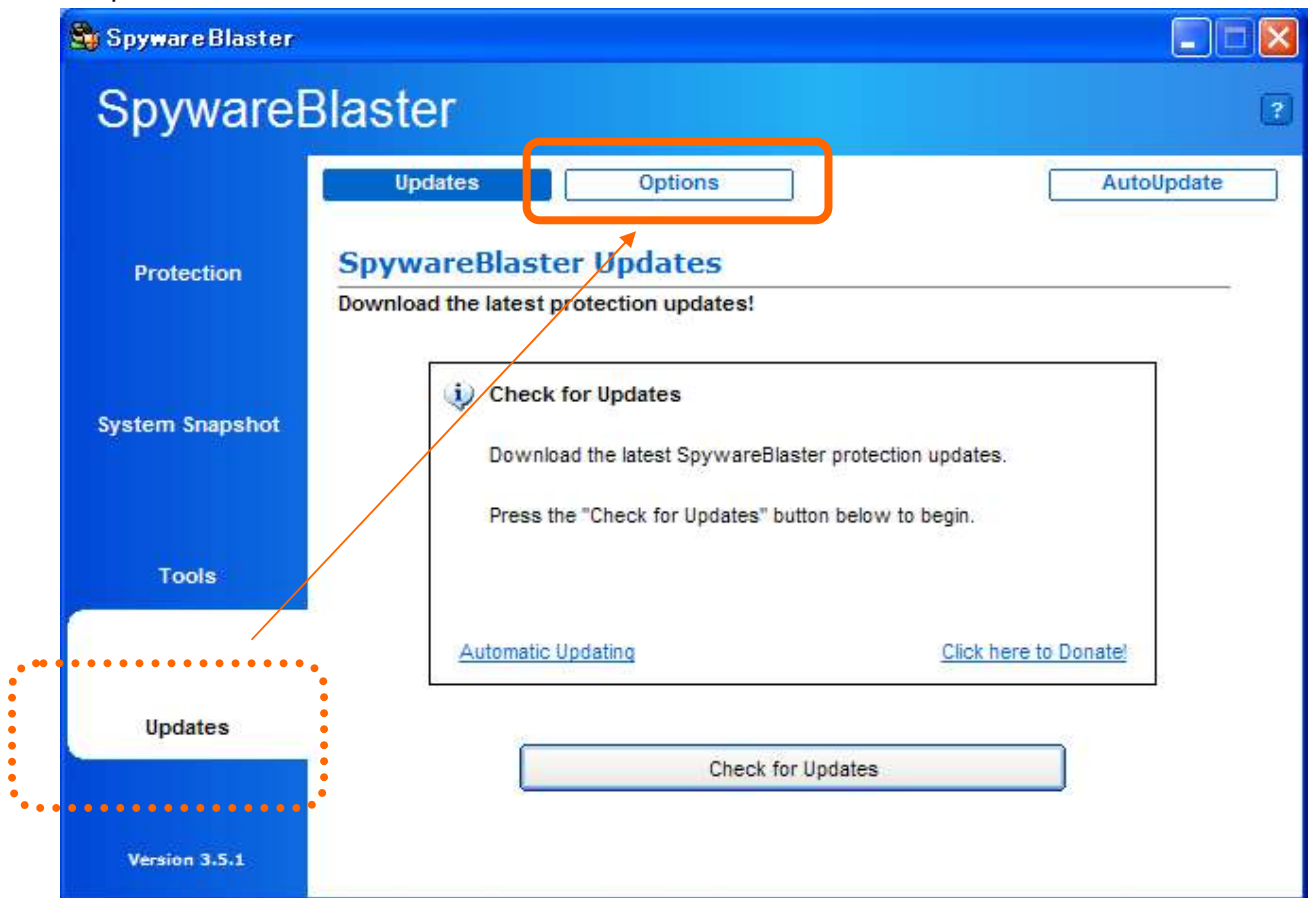 SpywareBlaster
SpywareBlaster
?
Updates Options AutoUpdate
Protection
SpywareBlaster Updates
Download the latest protection updates!
Check for Updates
System Snapshot
Download the latest SpywareBlaster protection updates.
Press the "Check for Updates" button below to begin.
Tools
Automatic Updating Click here to Donate!
Updates
Check for Updates
Version 3.5.1